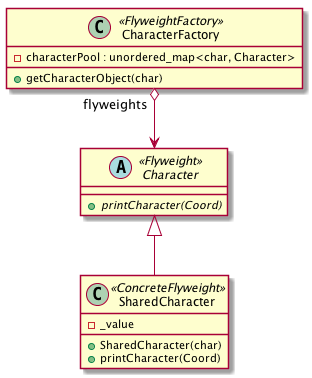 C
«FlyweightFactory»
CharacterFactory
characterPool : unordered_map<char, Character>
getCharacterObject(char)
flyweights
A
«Flyweight»
Character
printCharacter(Coord)
C
«ConcreteFlyweight»
SharedCharacter
_value
SharedCharacter(char)
printCharacter(Coord)